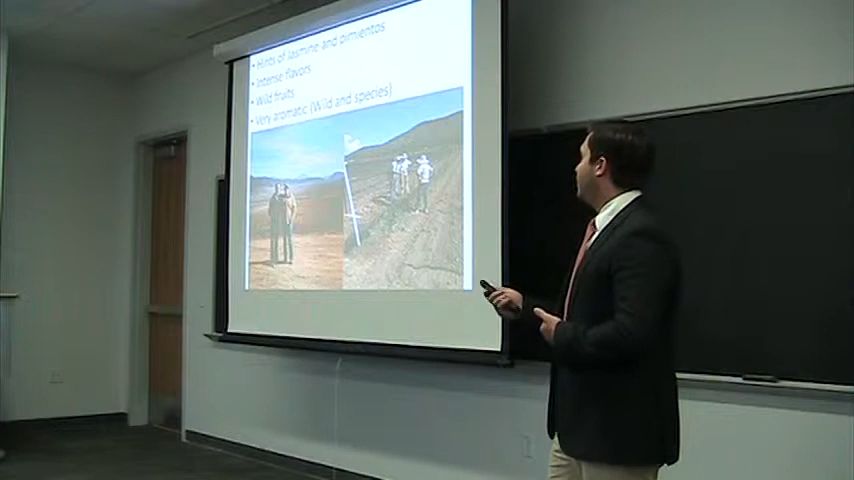 • Hints of Jasmine and pimientos
• Intense flavors
• Wild fruits
• Very aromatic (Wild and species)